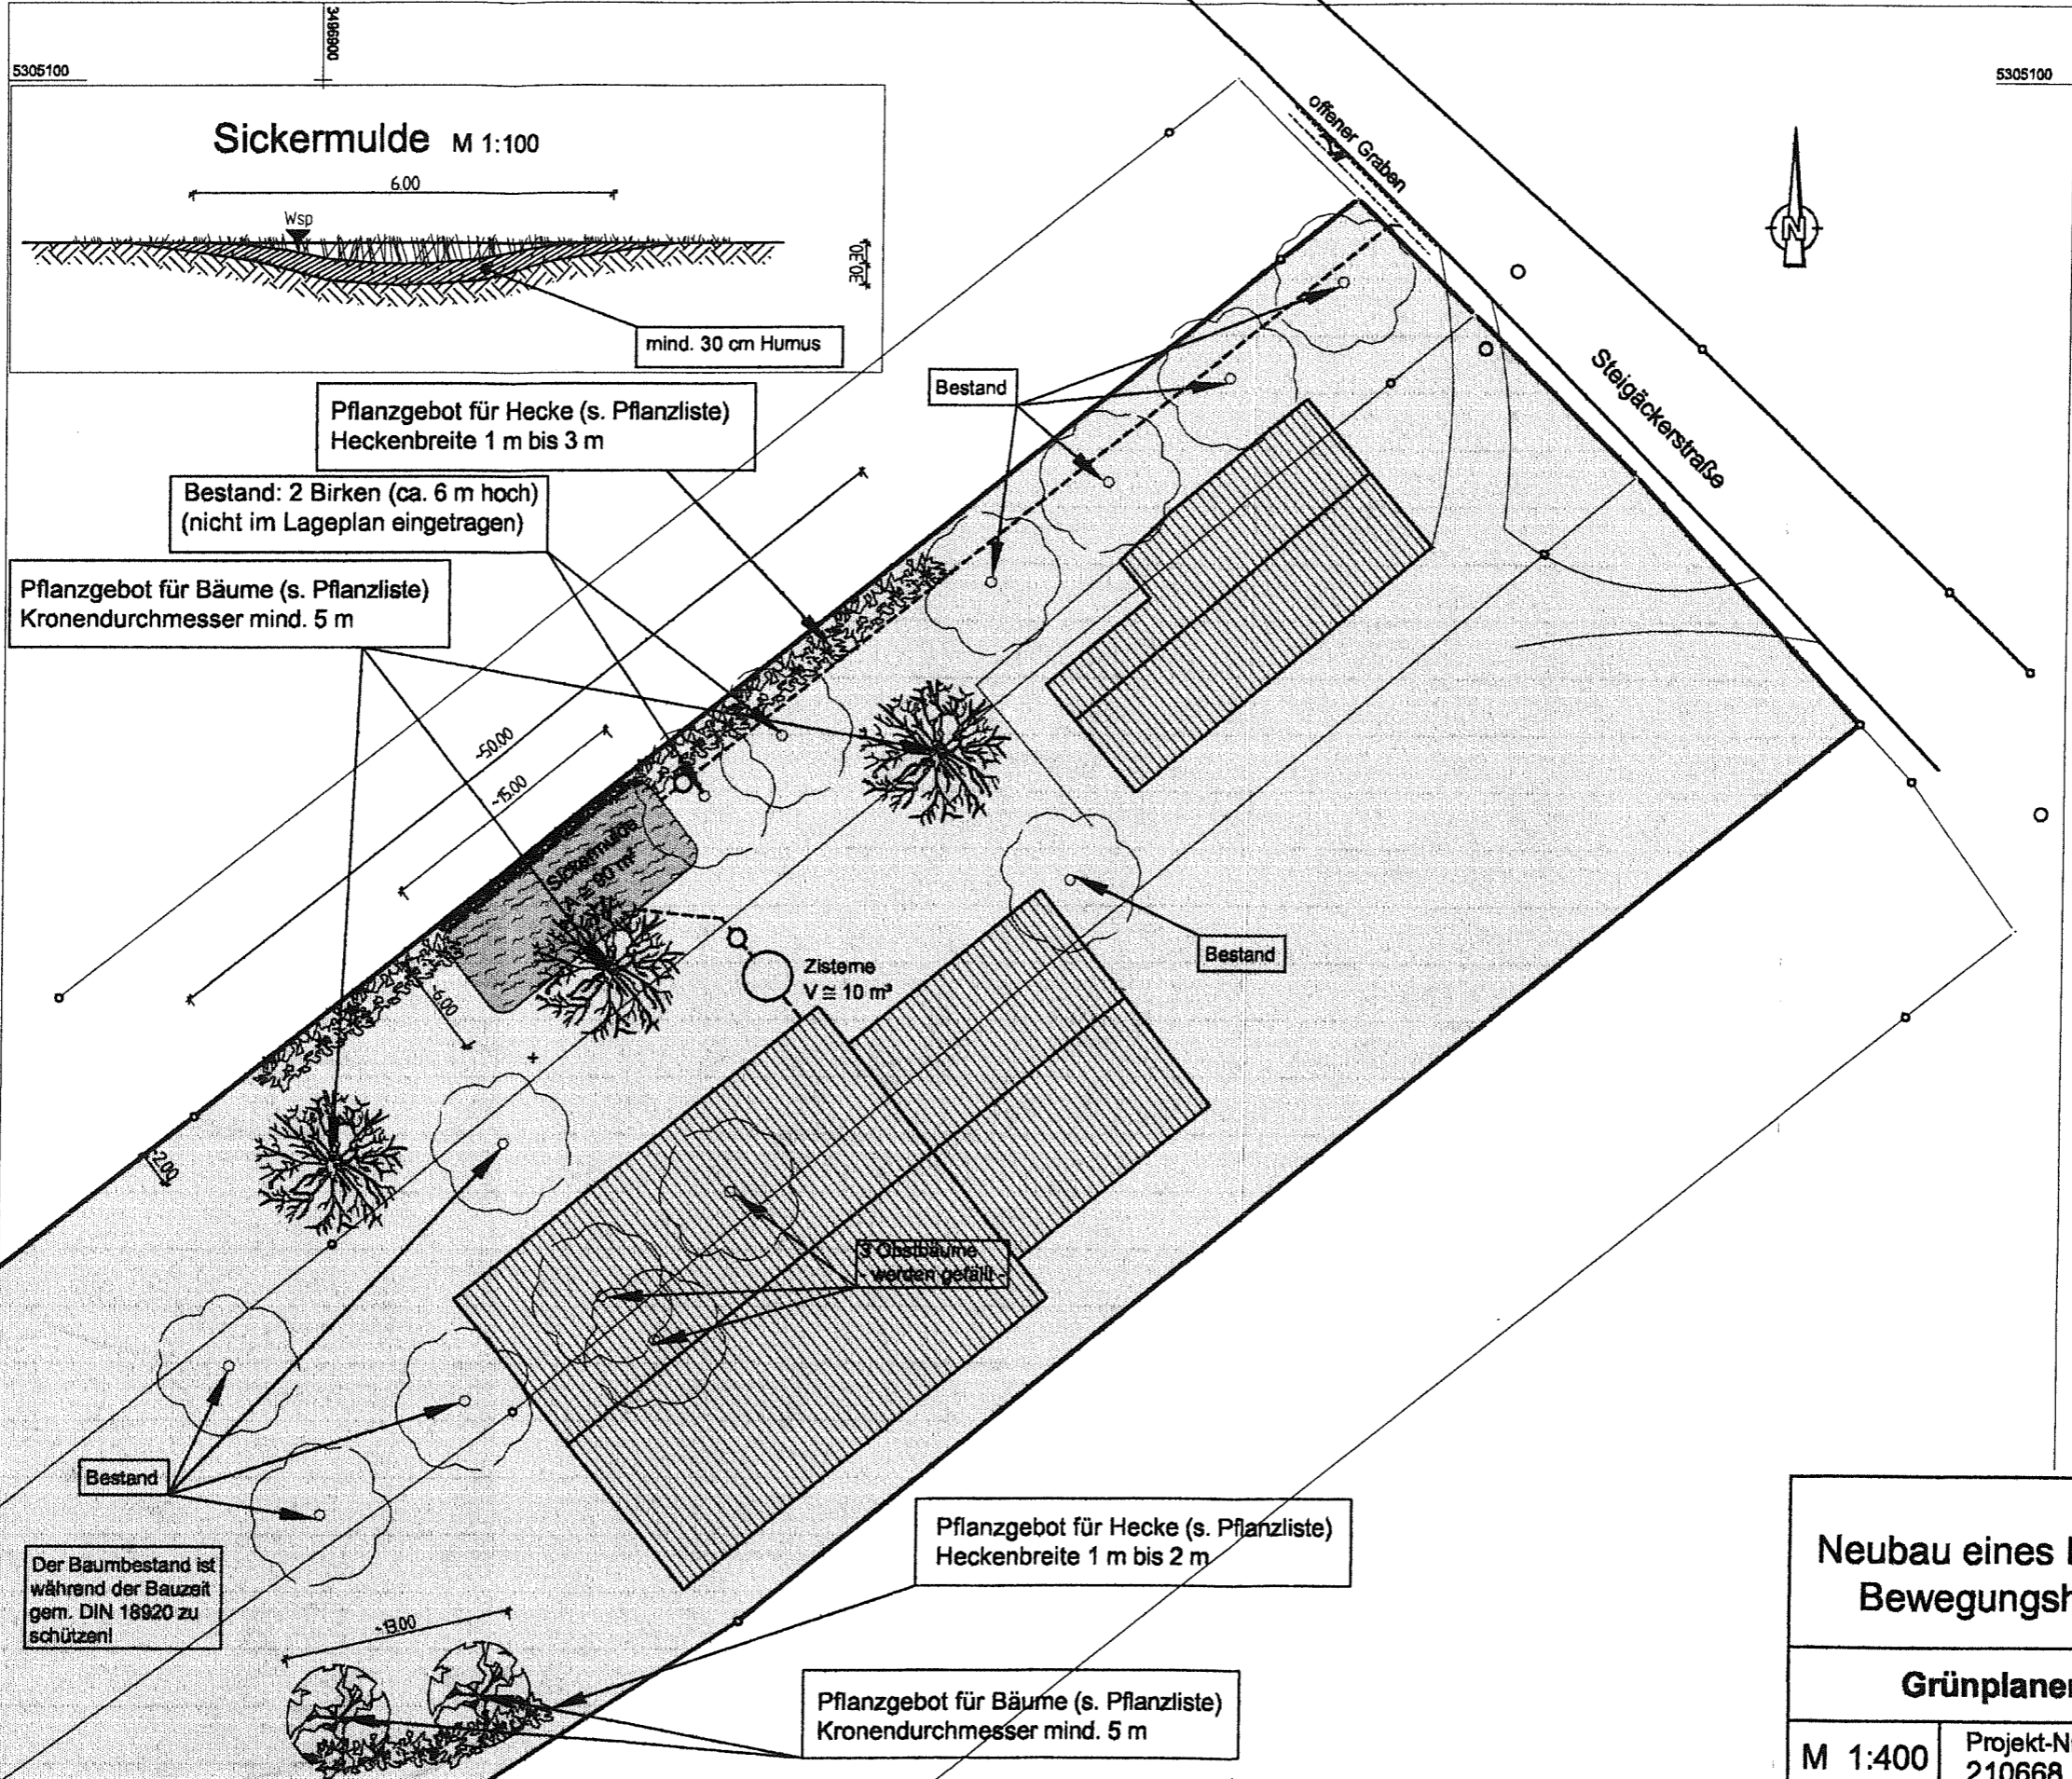 3496900
5305100
5305100
Sickermulde M 1:100
6.00
Wsp
.30
.30
mind. 30 cm Humus
offener Graben
N
Steigäckerstraße
Pflanzgebot für Hecke (s. Pflanzliste)
Heckenbreite 1 m bis 3 m
Bestand
Bestand: 2 Birken (ca. 6 m hoch)
(nicht im Lageplan eingetragen)
Pflanzgebot für Bäume (s. Pflanzliste)
Kronendurchmesser mind. 5 m
~50.00
~15.00
Sickermulde
A ≅ 90 m²
~6.00
Zisterne
V ≅ 10 m³
Bestand
~2.00
3 Obstbäume
- werden gefällt -
Bestand
Der Baumbestand ist
während der Bauzeit
gem. DIN 18920 zu
schützen!
~13.00
Pflanzgebot für Hecke (s. Pflanzliste)
Heckenbreite 1 m bis 2 m
Pflanzgebot für Bäume (s. Pflanzliste)
Kronendurchmesser mind. 5 m
Neubau eines
Bewegungsh
Grünplaner
M 1:400
Projekt-N
210668